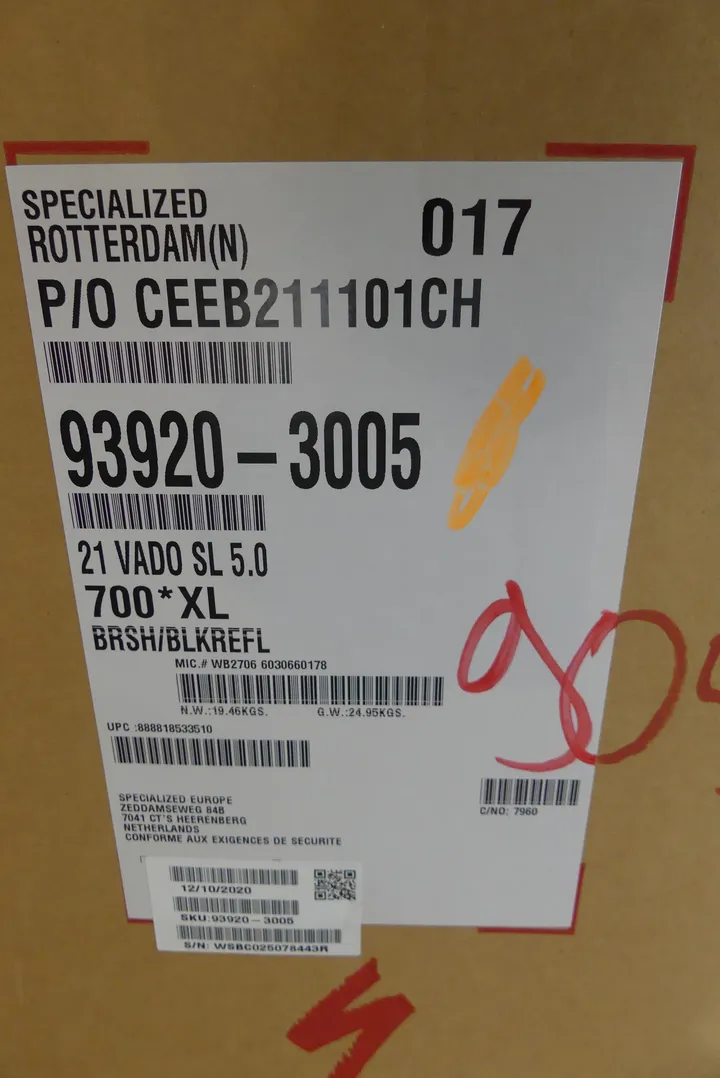 SPECIALIZED
ROTTERDAM(N)
017
P/O CEEB211101CH
93920-3005
21 VADO SL 5.0
700*XL
BRSH/BLKREFL
MIC.# WB2706 6030660178
N.W.:19.46KGS. G.W.:24.95KGS.
UPC :888818533510
SPECIALIZED EUROPE
ZEDDAMSEWEG 84B
7041 CT'S HEERENBERG
NETHERLANDS
CONFORME AUX EXIGENCES DE SECURITE
C/NO: 7960
12/10/2020
SKU:93920-3005
S/N: WSBC025078443R